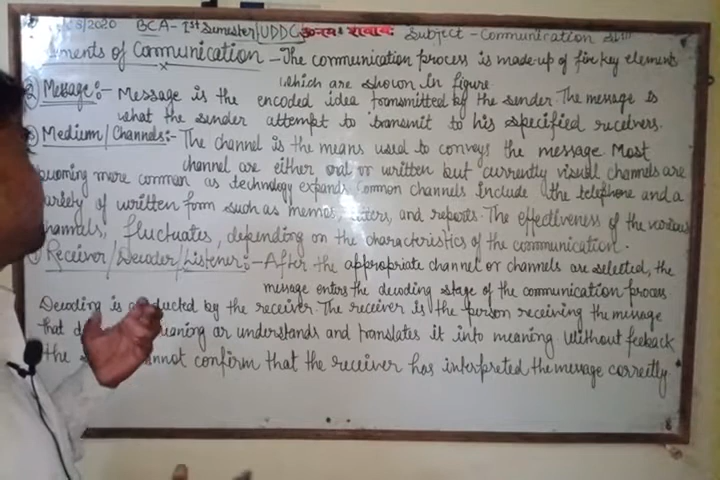 8/2020 BCA- Ist Semester/UDDC Subject - Communication
ments of Communication - The communication process is made up of five key elements
which are shown in figure.
Message:- Message is the encoded idea transmitted by the sender. The message is
what the sender attempt to transmit to his specified receivers.
Medium/Channels:- The channel is the means used to conveys the message Most
channel are either oral or written but currently visual channels are
becoming more common as technology expands. Common channels include the telephone and a
variety of written form such as memos, letters, and reports. The effectiveness of the various
channels, fluctuates, depending on the characteristics of the communication.
Receiver/Decoder/Listener:- After the appropriate channel or channels are selected, the
message enters the decoding stage of the communication process
Decoding is conducted by the receiver. The receiver is the person receiving the message
that meaning or understands and translates it into meaning Without feeback
the cannot confirm that the receiver has interpreted the message correctly.